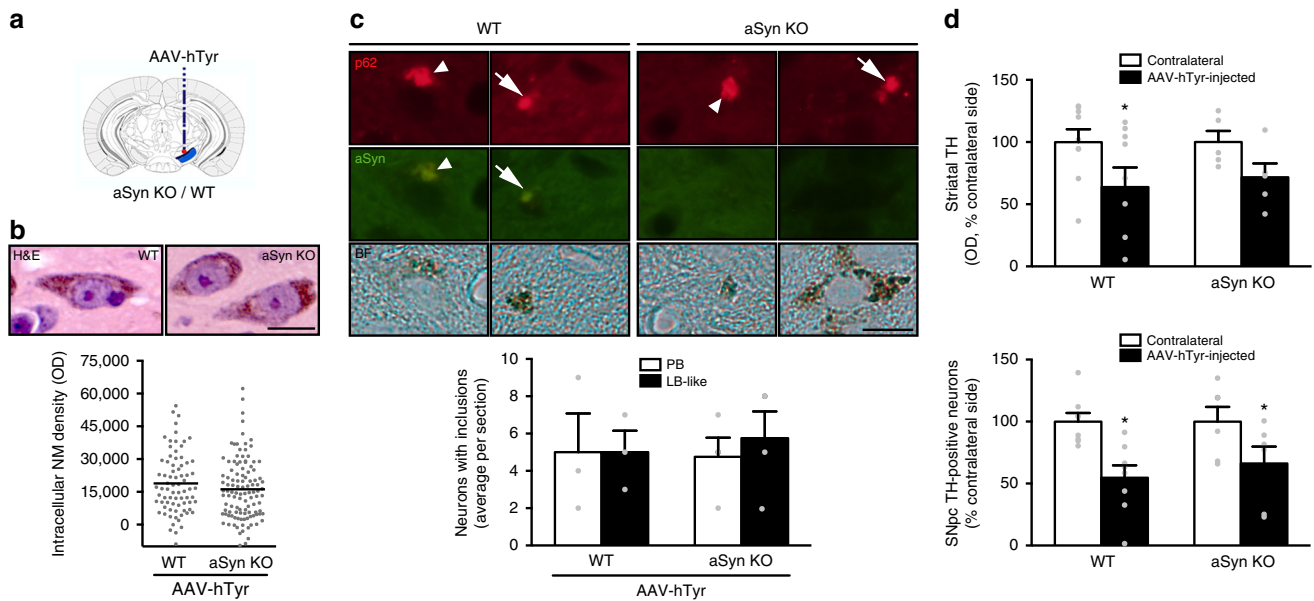 a
AAV-hTyr
aSyn KO / WT
b
H&E
WT
aSyn KO
Intracellular NM density (OD)
75,000
60,000
45,000
30,000
15,000
0
WT
aSyn KO
AAV-hTyr
c
WT
aSyn KO
p62
aSyn
BF
Neurons with inclusions
(average per section)
10
8
6
4
2
0
PB
LB-like
WT
aSyn KO
AAV-hTyr
d
Contralateral
AAV-hTyr-injected
Striatal TH
(OD, % contralateral side)
150
100
50
0
*
WT
aSyn KO
Contralateral
AAV-hTyr-injected
SNpc TH-positive neurons
(% contralateral side)
150
100
50
0
*
*
WT
aSyn KO